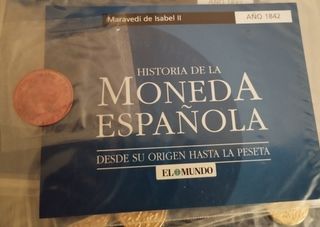 Maravedí de Isabel II
AÑO 1842
HISTORIA DE LA
MONEDA
ESPAÑOLA
DESDE SU ORIGEN HASTA LA PESETA
EL MUNDO